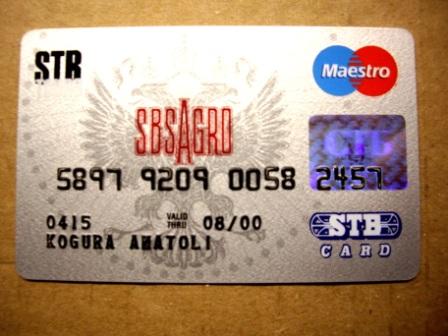 STB
Maestro
SBSAGRO
5897 9209 0058 2457
0415 VALID THRU 08/00
KOGURA ANATOLI
STB
CARD